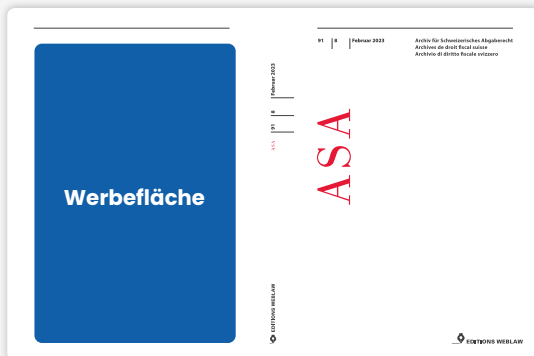 Werbefläche
Februar 2023
8
91
ASA
EDITIONS WEBLAW
91 8 Februar 2023
Archiv für Schweizerisches Abgaberecht
Archives de droit fiscal suisse
Archivio di diritto fiscale svizzero
ASA
EDITIONS WEBLAW